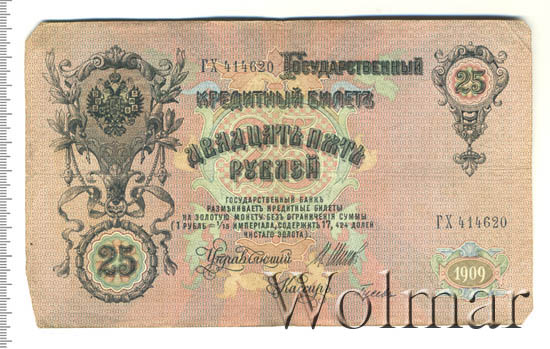 ГХ 414620
Государственный
25
кредитный билетъ
двадцать пять
рублей
государственный банкъ
размѣниваетъ кредитные билеты
на золотую монету безъ ограниченія суммы
(1 рубль = 1/15 имперіала, содержитъ 17,424 долей
чистаго золота).
ГХ 414620
Управляющій
25
Кассиръ
1909
Wolmar